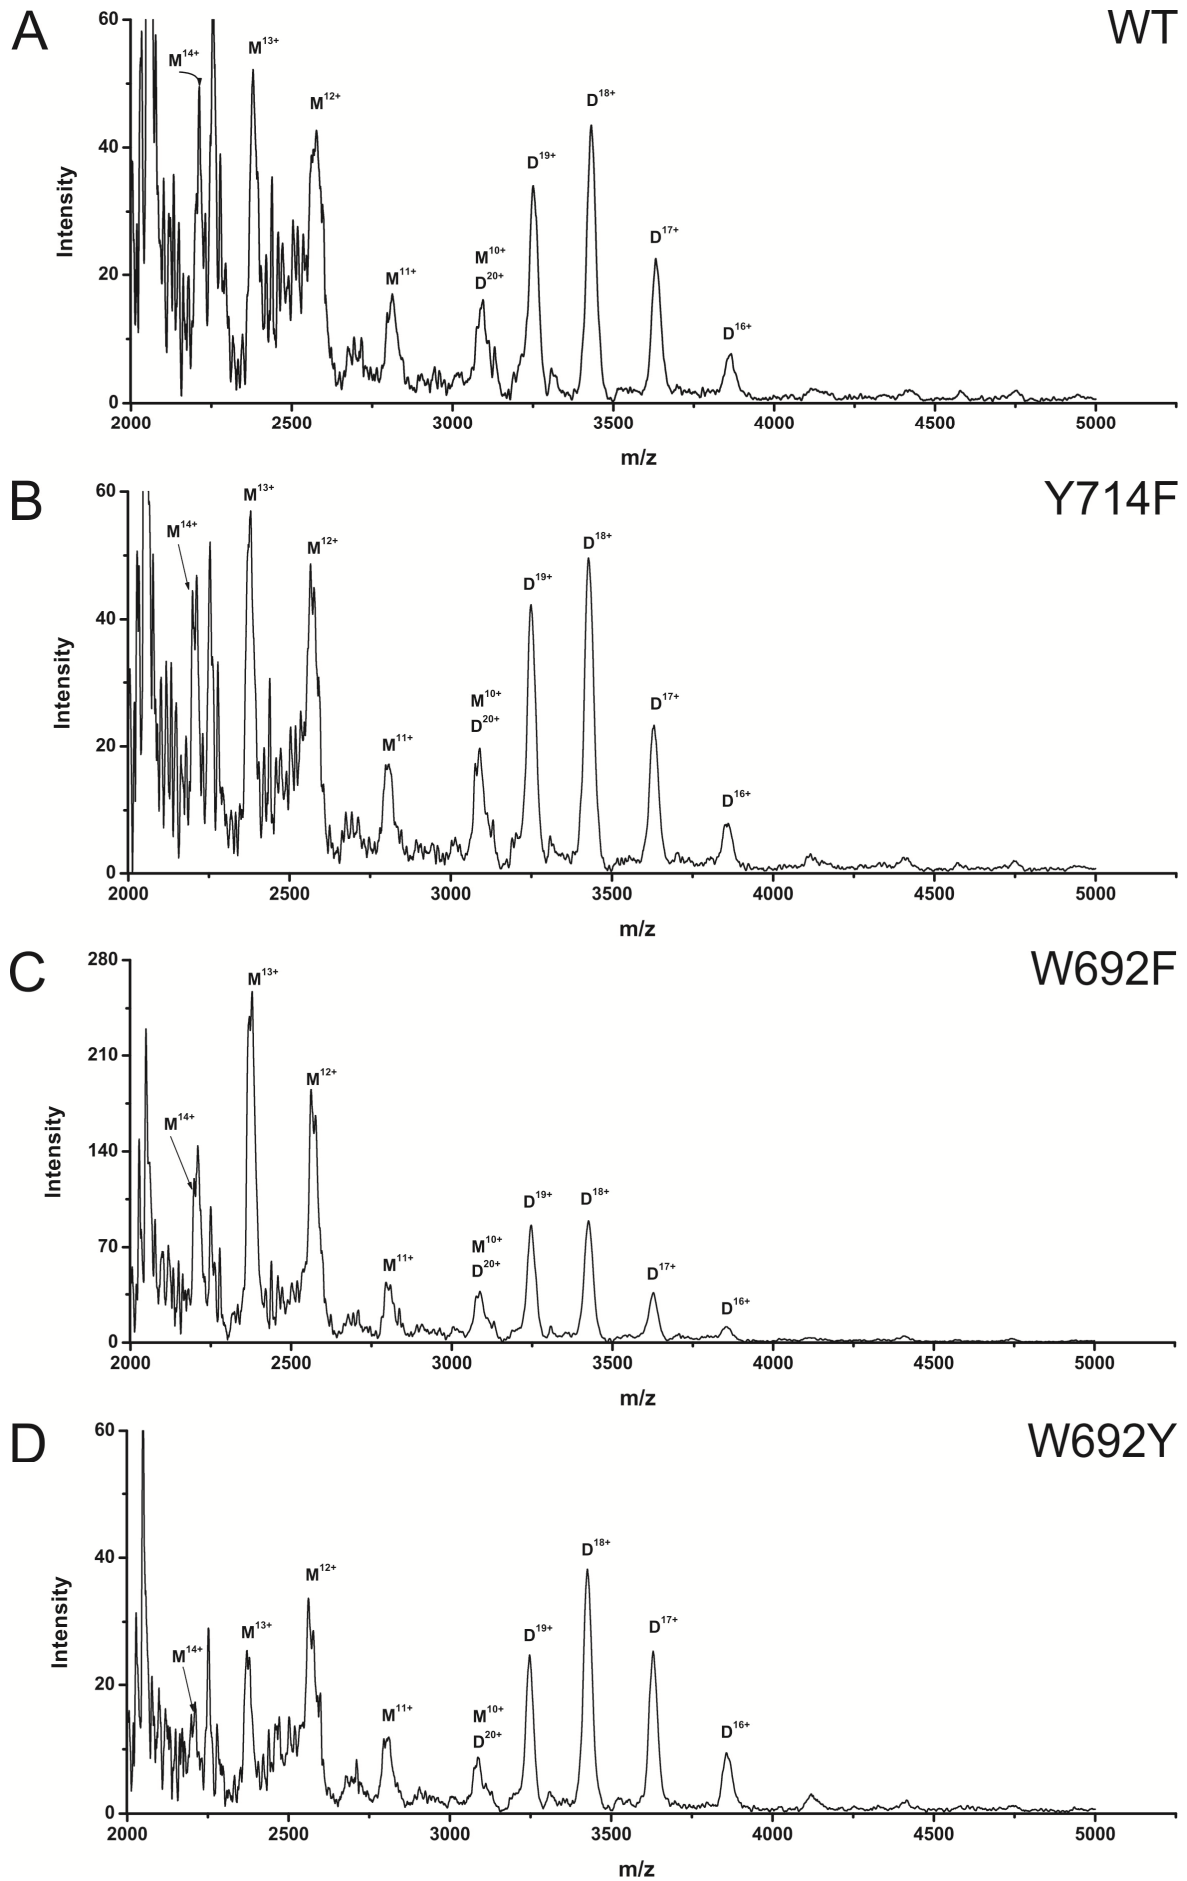 A
WT
60
40
20
0
Intensity
M14+
M13+
M12+
M11+
M10+
D20+
D19+
D18+
D17+
D16+
2000 2500 3000 3500 4000 4500 5000
m/z
B
Y714F
60
40
20
0
Intensity
M14+
M13+
M12+
M11+
M10+
D20+
D19+
D18+
D17+
D16+
2000 2500 3000 3500 4000 4500 5000
m/z
C
W692F
280
210
140
70
0
Intensity
M14+
M13+
M12+
M11+
M10+
D20+
D19+
D18+
D17+
D16+
2000 2500 3000 3500 4000 4500 5000
m/z
D
W692Y
60
40
20
0
Intensity
M14+
M13+
M12+
M11+
M10+
D20+
D19+
D18+
D17+
D16+
2000 2500 3000 3500 4000 4500 5000
m/z